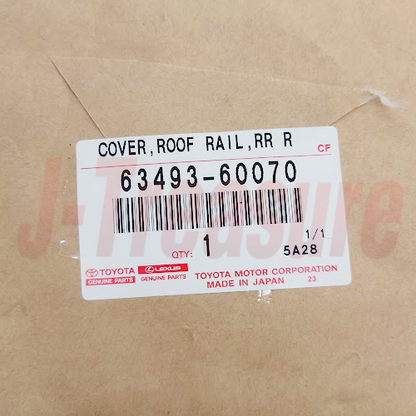 COVER,ROOF RAIL,RR R
CF
63493-60070
1/1
QTY: 1
5A28
TOYOTA LEXUS
GENUINE PARTS GENUINE PARTS
TOYOTA MOTOR CORPORATION
MADE IN JAPAN 23
J-Treasure